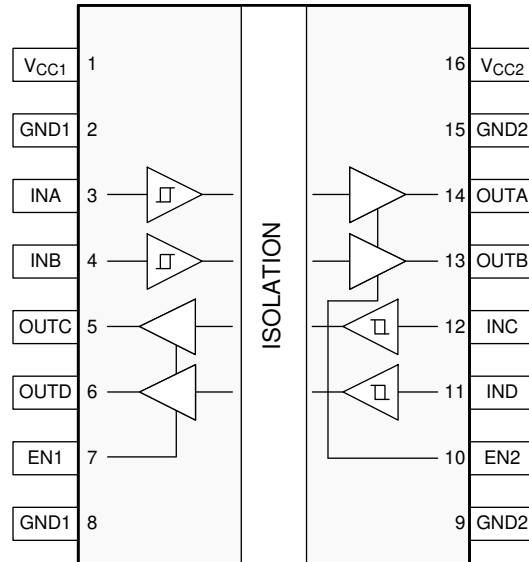 VCC1 1 16 VCC2
GND1 2 15 GND2
INA 3 14 OUTA
INB 4 13 OUTB
ISOLATION
OUTC 5 12 INC
OUTD 6 11 IND
EN1 7 10 EN2
GND1 8 9 GND2